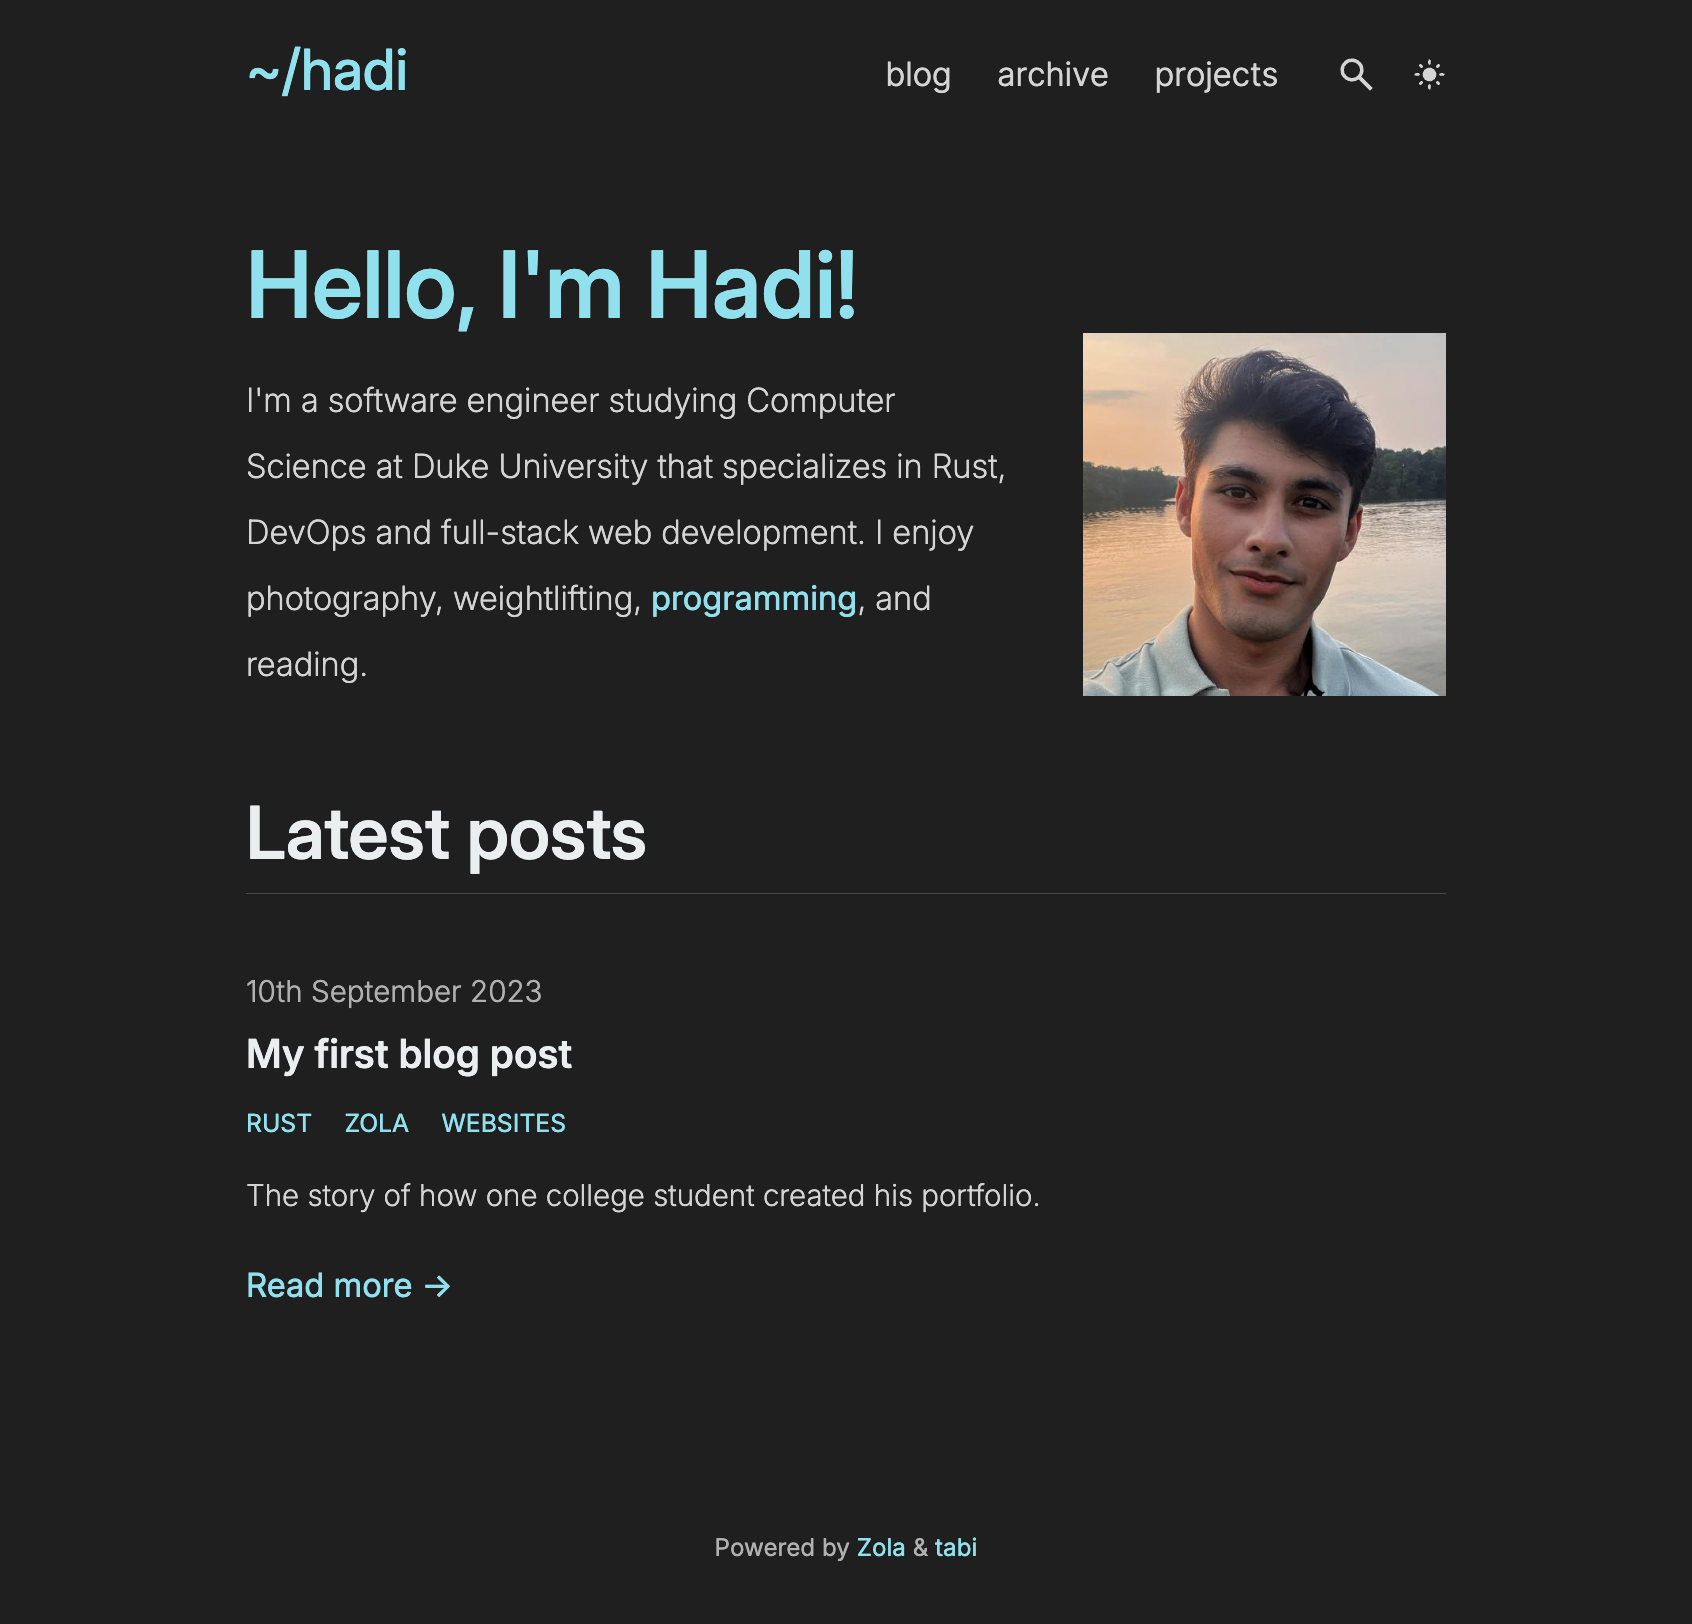 ~/hadi
blog archive projects
Hello, I'm Hadi!
I'm a software engineer studying Computer
Science at Duke University that specializes in Rust,
DevOps and full-stack web development. I enjoy
photography, weightlifting, programming, and
reading.
Latest posts
10th September 2023
My first blog post
RUST ZOLA WEBSITES
The story of how one college student created his portfolio.
Read more →
Powered by Zola & tabi